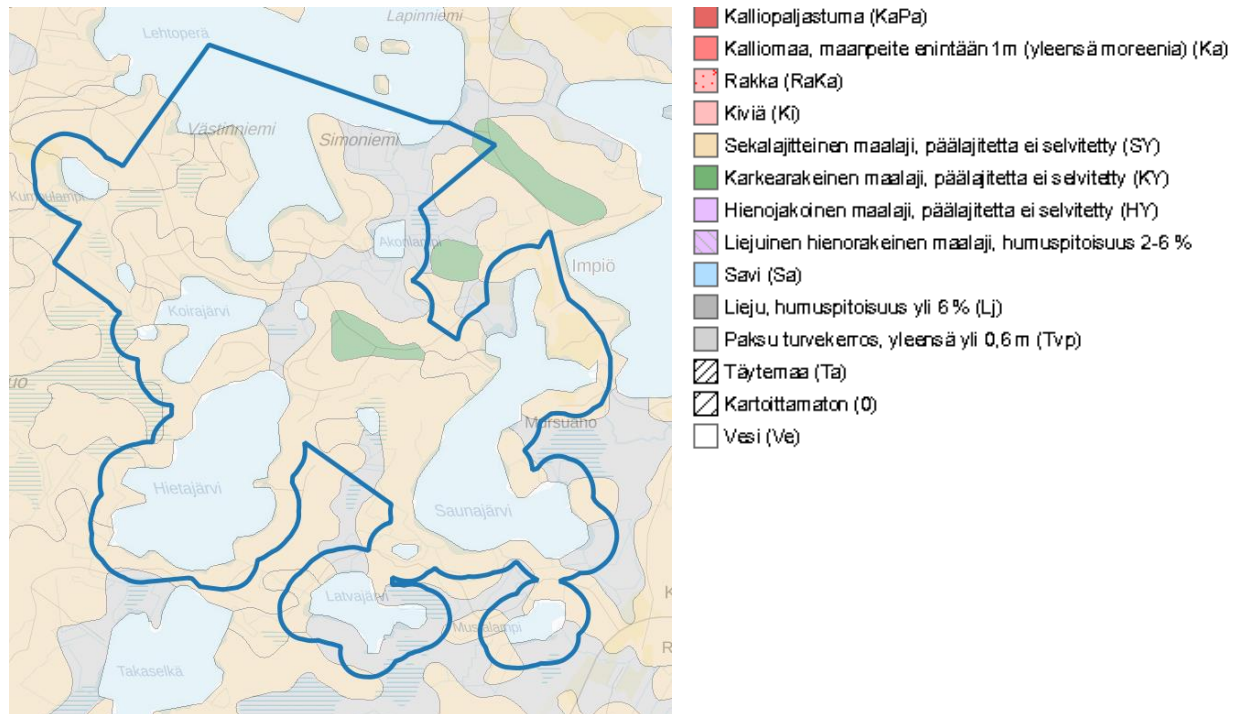 Lapinniemi
Lehtoperä
Västinniemi
Simoniemi
Kumpulampi
Akonlampi
Impiö
Koirajärvi
uo
Mursuaho
Hietajärvi
Saunajärvi
Latvajärvi
K
Mustalampi
R
Takaselkä
Kalliopaljastuma (KaPa)
Kalliomaa, maanpeite enintään 1m (yleensä moreenia) (Ka)
Rakka (RaKa)
Kiviä (Ki)
Sekalajitteinen maalaji, päälajitetta ei selvitetty (SY)
Karkearakeinen maalaji, päälajitetta ei selvitetty (KY)
Hienojakoinen maalaji, päälajitetta ei selvitetty (HY)
Liejuinen hienorakeinen maalaji, humuspitoisuus 2-6 %
Savi (Sa)
Lieju, humuspitoisuus yli 6 % (Lj)
Paksu turvekerros, yleensä yli 0,6 m (Tvp)
Täytemaa (Ta)
Kartoittamaton (0)
Vesi (Ve)